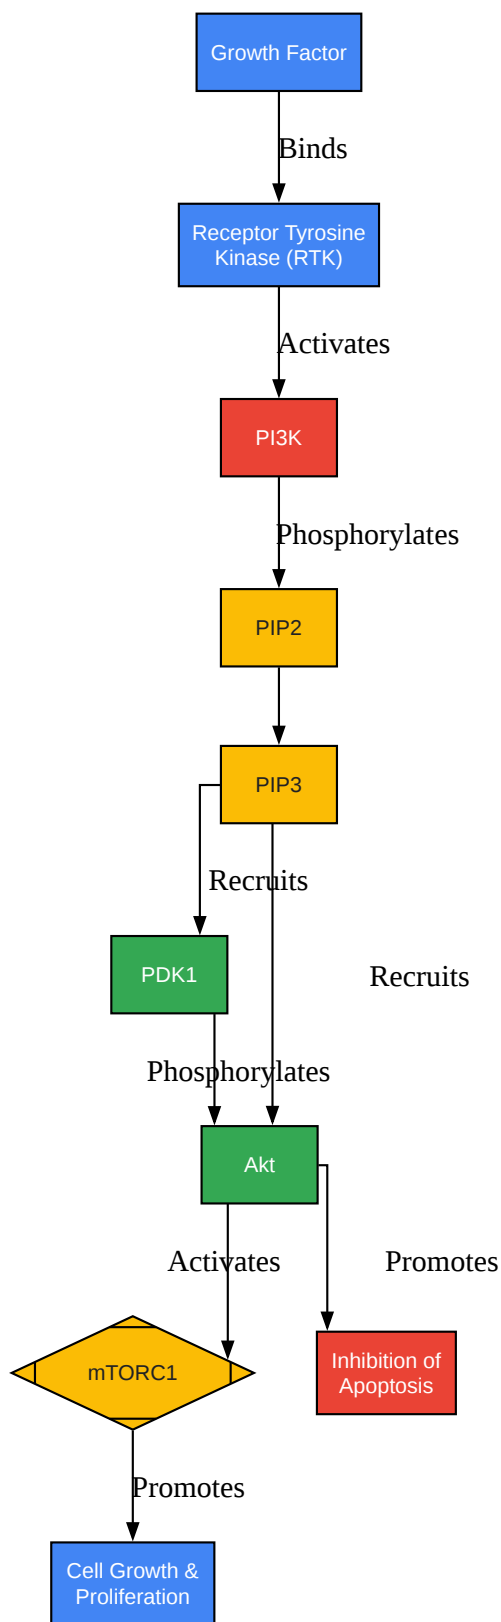 Growth Factor
Binds
Receptor Tyrosine
Kinase (RTK)
Activates
PI3K
Phosphorylates
PIP2
PIP3
Recruits
PDK1
Recruits
Phosphorylates
Akt
Activates
Promotes
mTORC1
Inhibition of
Apoptosis
Promotes
Cell Growth &
Proliferation